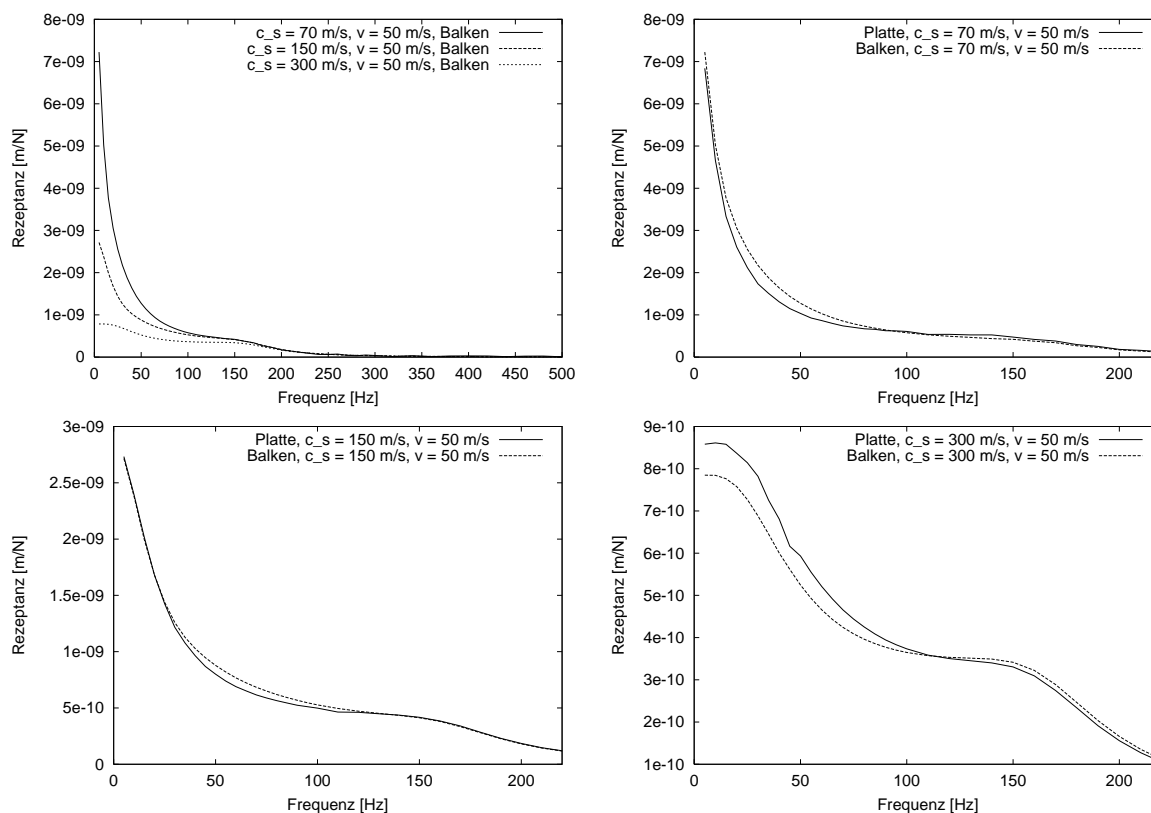 8e-09
7e-09
6e-09
5e-09
4e-09
3e-09
2e-09
1e-09
0
0 50 100 150 200 250 300 350 400 450 500
Rezeptanz [m/N]
Frequenz [Hz]
c_s = 70 m/s, v = 50 m/s, Balken
c_s = 150 m/s, v = 50 m/s, Balken
c_s = 300 m/s, v = 50 m/s, Balken
8e-09
7e-09
6e-09
5e-09
4e-09
3e-09
2e-09
1e-09
0
0 50 100 150 200
Rezeptanz [m/N]
Frequenz [Hz]
Platte, c_s = 70 m/s, v = 50 m/s
Balken, c_s = 70 m/s, v = 50 m/s
3e-09
2.5e-09
2e-09
1.5e-09
1e-09
5e-10
0
0 50 100 150 200
Rezeptanz [m/N]
Frequenz [Hz]
Platte, c_s = 150 m/s, v = 50 m/s
Balken, c_s = 150 m/s, v = 50 m/s
9e-10
8e-10
7e-10
6e-10
5e-10
4e-10
3e-10
2e-10
1e-10
0 50 100 150 200
Rezeptanz [m/N]
Frequenz [Hz]
Platte, c_s = 300 m/s, v = 50 m/s
Balken, c_s = 300 m/s, v = 50 m/s